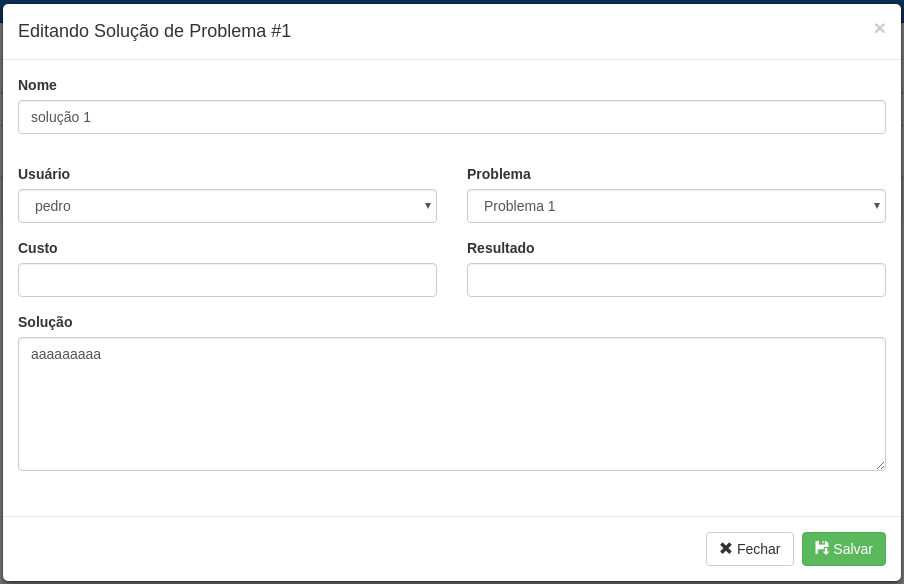 Editando Solução de Problema #1
×
Nome
solução 1
Usuário
Problema
pedro
Problema 1
Custo
Resultado
Solução
aaaaaaaaa
Fechar
Salvar